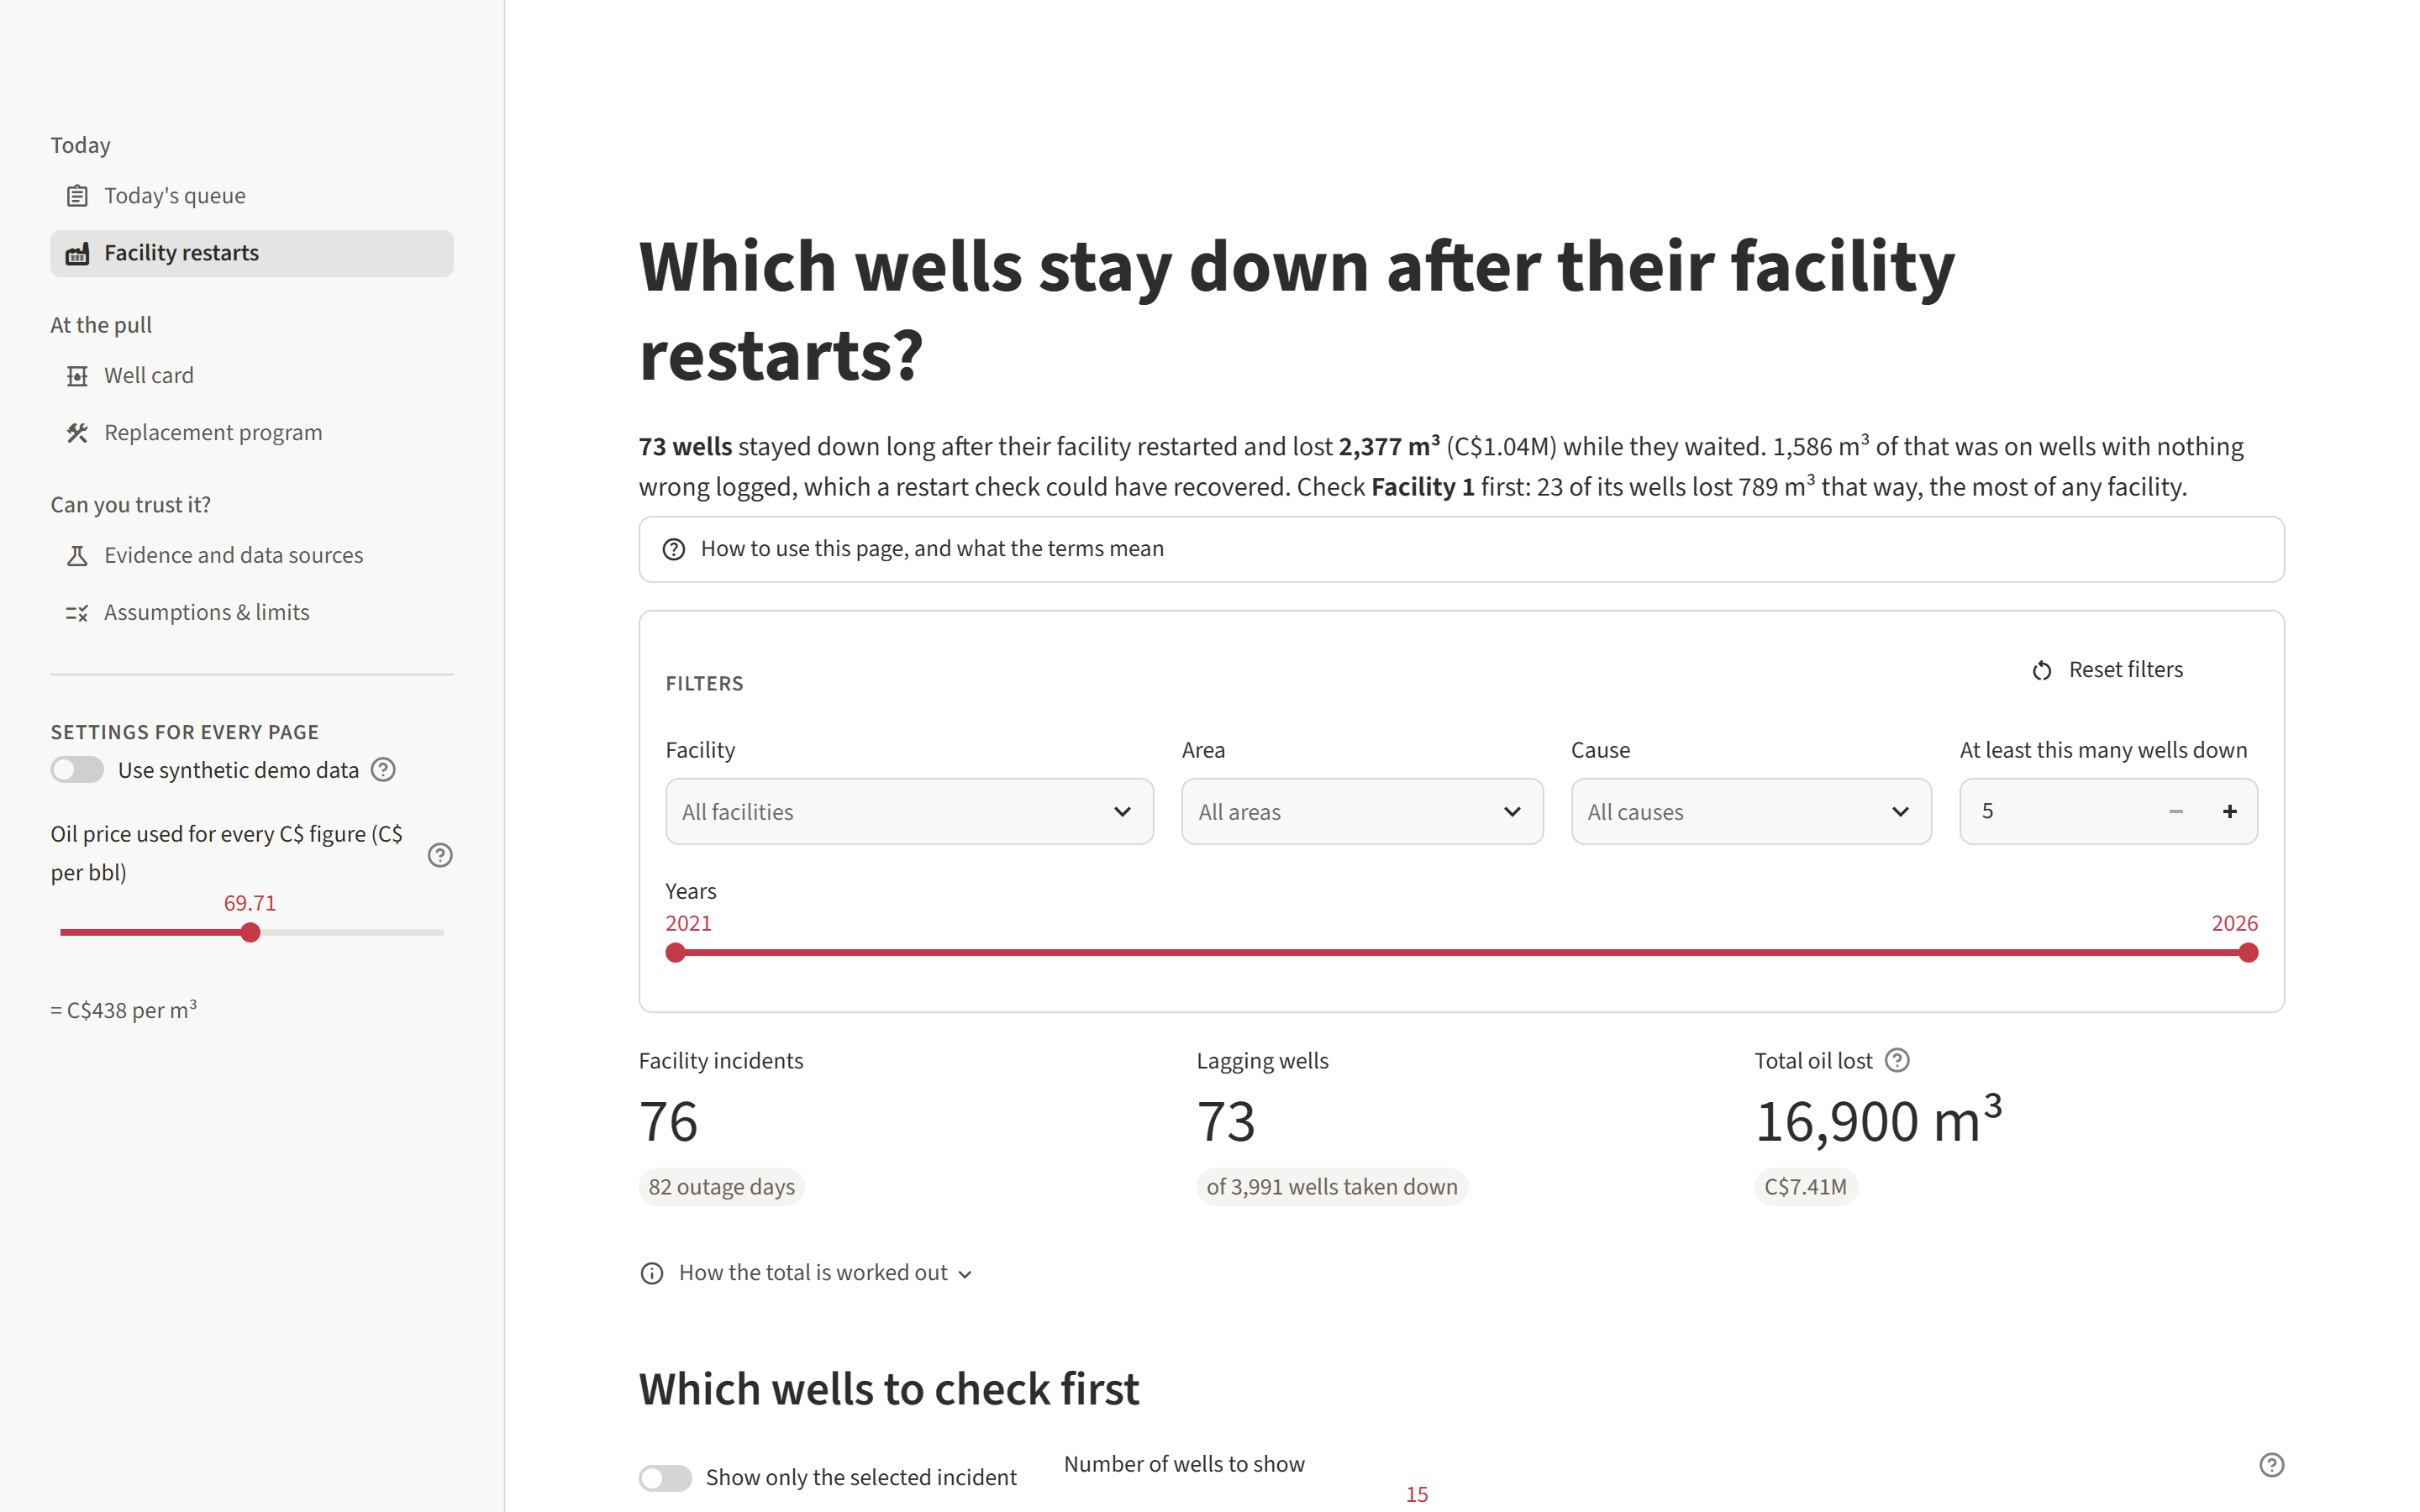 Today
Today's queue
Facility restarts
At the pull
Well card
Replacement program
Can you trust it?
Evidence and data sources
Assumptions & limits
SETTINGS FOR EVERY PAGE
Use synthetic demo data
Oil price used for every C$ figure (C$
per bbl)
69.71
= C$438 per m³
Which wells stay down after their facility
restarts?
73 wells stayed down long after their facility restarted and lost 2,377 m³ (C$1.04M) while they waited. 1,586 m³ of that was on wells with nothing
wrong logged, which a restart check could have recovered. Check Facility 1 first: 23 of its wells lost 789 m³ that way, the most of any facility.
How to use this page, and what the terms mean
FILTERS
Reset filters
Facility
Area
Cause
At least this many wells down
All facilities
All areas
All causes
5
Years
2021
2026
Facility incidents
Lagging wells
Total oil lost
76
73
16,900 m³
82 outage days
of 3,991 wells taken down
C$7.41M
How the total is worked out
Which wells to check first
Show only the selected incident
Number of wells to show
15